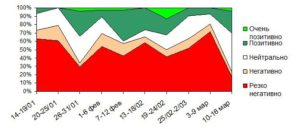 100%
90%
80%
70%
60%
50%
40%
30%
20%
10%
0%
14-19/01
20-25/01
26-31/01
1-6 фев
7-12 фев
13-18/02
19-24/02
25/02-2/03
3-9 мар
10-16 мар
Очень
позитивно
Позитивно
Нейтрально
Негативно
Резко
негативно